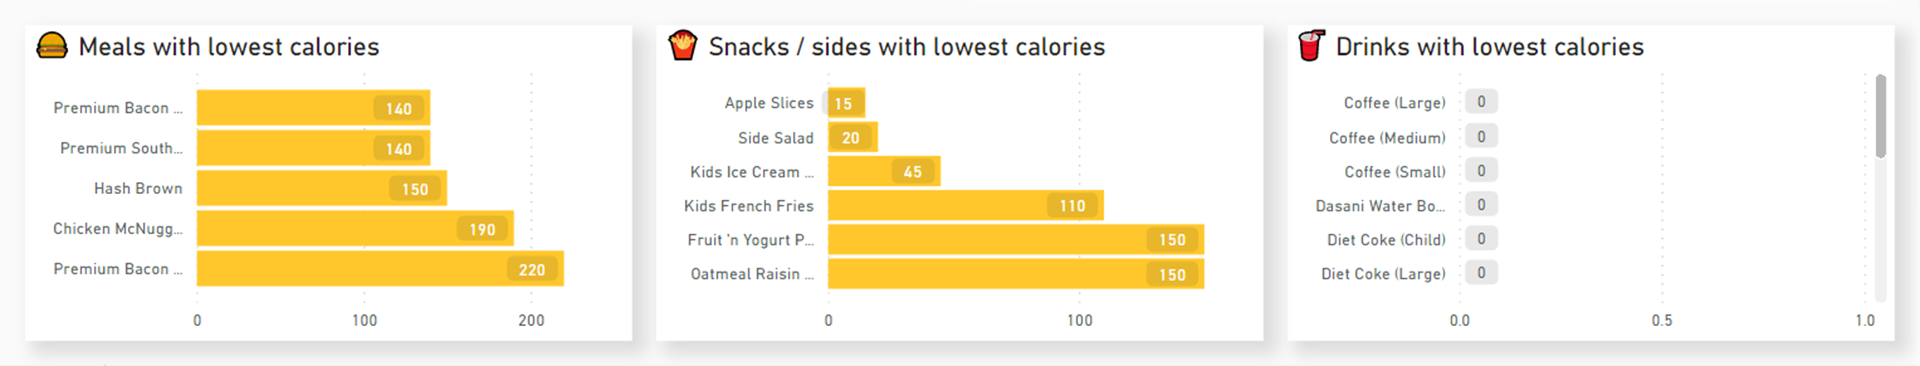 Meals with lowest calories
Premium Bacon ...
140
Premium South...
140
Hash Brown
150
Chicken McNugg...
190
Premium Bacon ...
220
0
100
200
Snacks / sides with lowest calories
Apple Slices
15
Side Salad
20
Kids Ice Cream ...
45
Kids French Fries
110
Fruit 'n Yogurt P...
150
Oatmeal Raisin ...
150
0
100
Drinks with lowest calories
Coffee (Large)
0
Coffee (Medium)
0
Coffee (Small)
0
Dasani Water Bo...
0
Diet Coke (Child)
0
Diet Coke (Large)
0
0.0
0.5
1.0